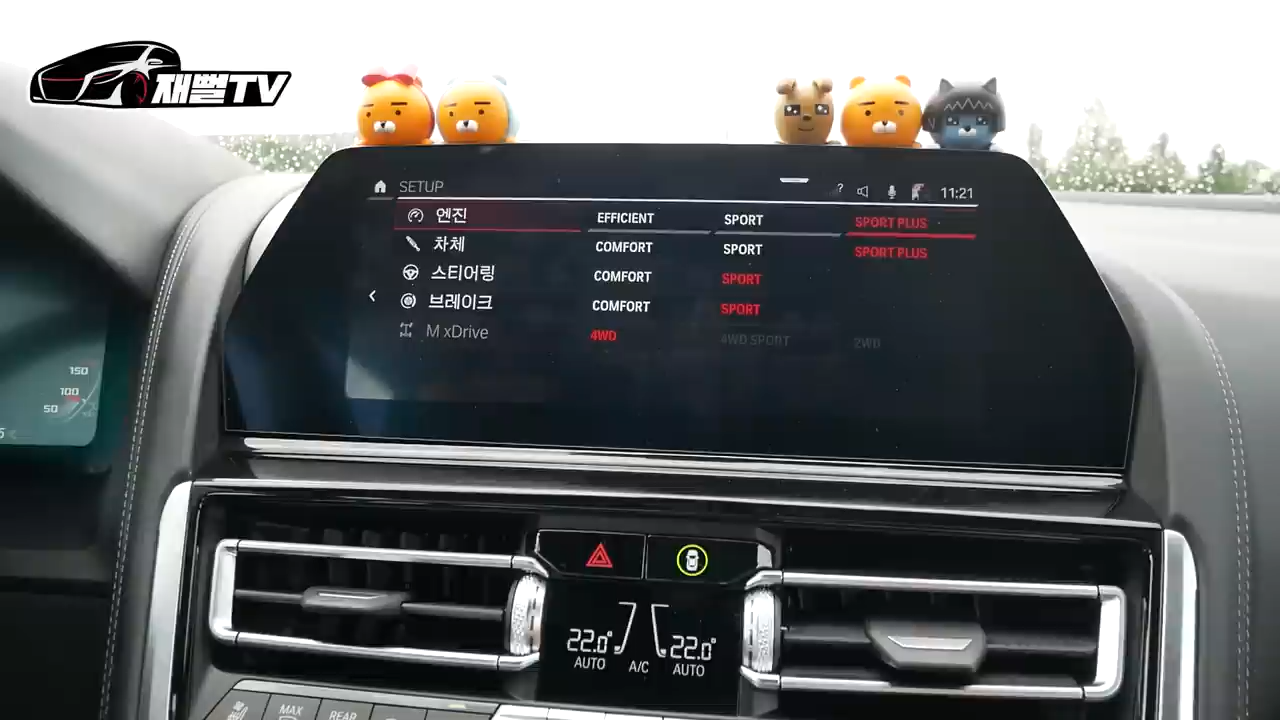 재뻘TV
SETUP
? 11:21
엔진 EFFICIENT SPORT SPORT PLUS
차체 COMFORT SPORT SPORT PLUS
스티어링 COMFORT SPORT
브레이크 COMFORT SPORT
M xDrive 4WD 4WD SPORT 2WD
150
100
50
22.0° 22.0°
AUTO A/C AUTO
MAX
REAR